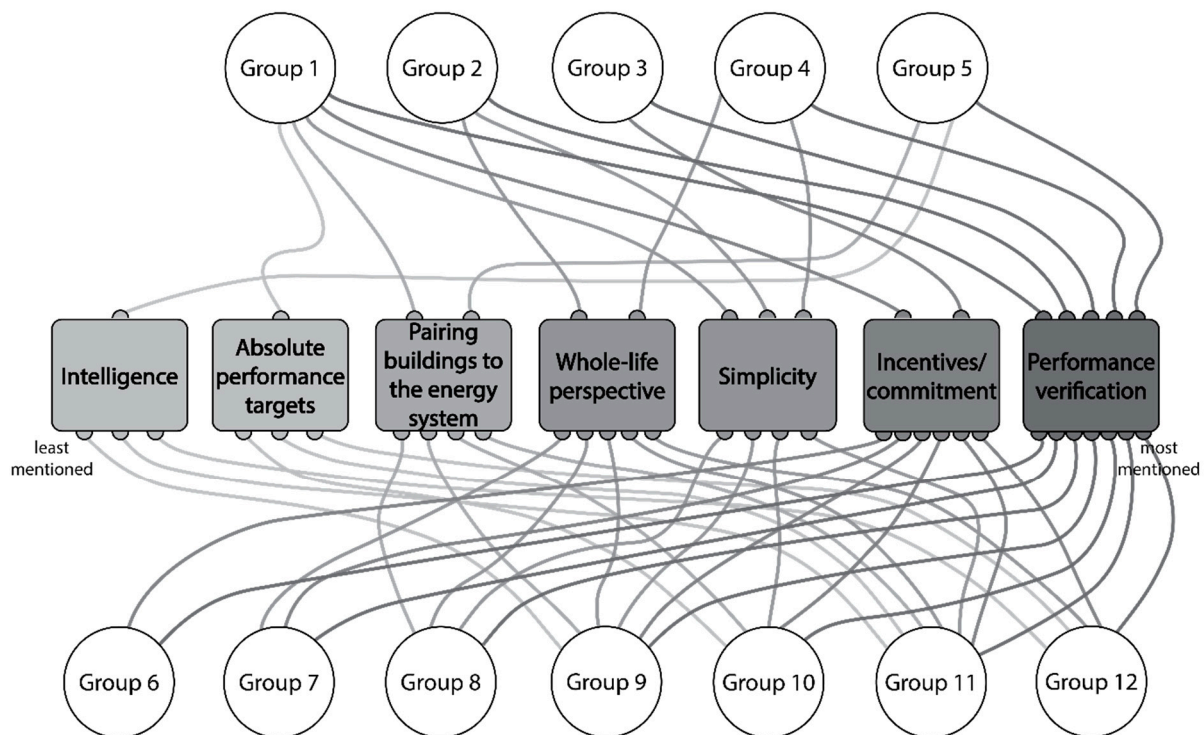 Group 1
Group 2
Group 3
Group 4
Group 5
Intelligence
Absolute
performance
targets
Pairing
buildings to
the energy
system
Whole-life
perspective
Simplicity
Incentives/
commitment
Performance
verification
least
mentioned
most
mentioned
Group 6
Group 7
Group 8
Group 9
Group 10
Group 11
Group 12